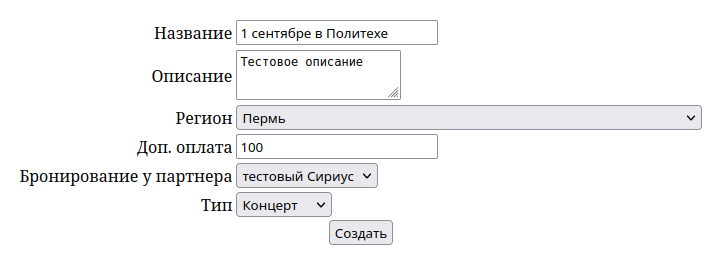 Название 1 сентябре в Политехе
Описание Тестовое описание
Регион Пермь
Доп. оплата 100
Бронирование у партнера тестовый Сириус
Тип Концерт
Создать